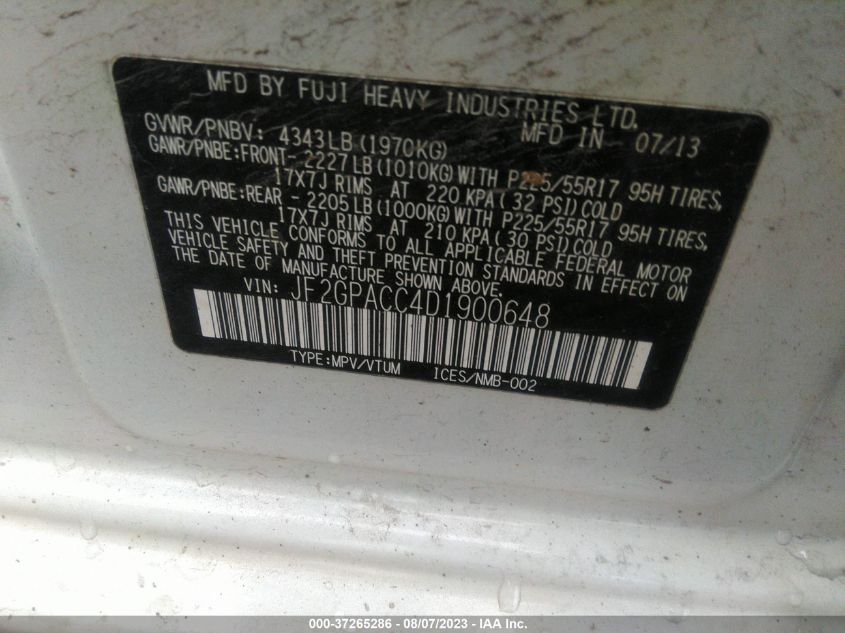 MFD BY FUJI HEAVY INDUSTRIES LTD.
GVWR/PNBV: 4343LB(1970KG) MFD IN 07/13
GAWR/PNBE:FRONT- 2227LB(1010KG)WITH P225/55R17 95H TIRES,
17X7J RIMS AT 220KPA(32 PSI)COLD
GAWR/PNBE:REAR - 2205LB(1000KG)WITH P225/55R17 95H TIRES,
17X7J RIMS AT 210KPA(30 PSI)COLD
THIS VEHICLE CONFORMS TO ALL APPLICABLE FEDERAL MOTOR
VEHICLE SAFETY AND THEFT PREVENTION STANDARDS IN EFFECT ON
THE DATE OF MANUFACTURE SHOWN ABOVE.
VIN: JF2GPACC4D1900648
TYPE:MPV/VTUM ICES/NMB-002
000-37265286 - 08/07/2023 - IAA Inc.